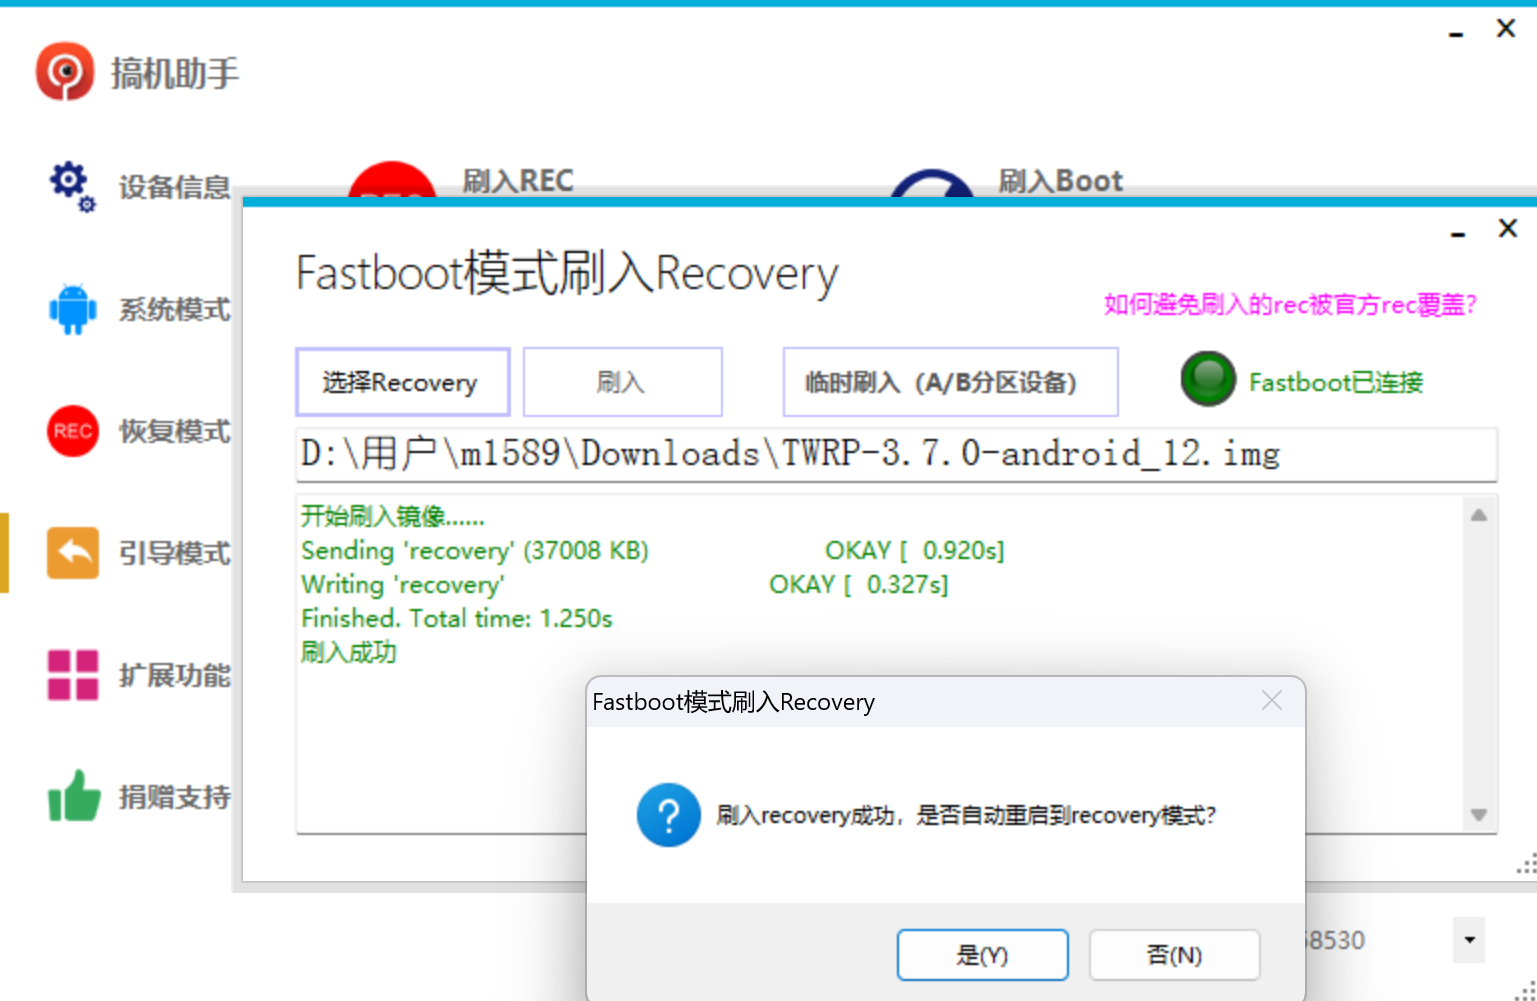 搞机助手
设备信息
刷入REC
刷入Boot
系统模式
REC
恢复模式
引导模式
扩展功能
捐赠支持
Fastboot模式刷入Recovery
如何避免刷入的rec被官方rec覆盖?
选择Recovery
刷入
临时刷入（A/B分区设备)
Fastboot已连接
D:\用户\m1589\Downloads\TWRP-3.7.0-android_12.img
开始刷入镜像......
Sending 'recovery' (37008 KB) OKAY [ 0.920s]
Writing 'recovery' OKAY [ 0.327s]
Finished. Total time: 1.250s
刷入成功
Fastboot模式刷入Recovery
刷入recovery成功，是否自动重启到recovery模式?
是(Y)
否(N)
8530